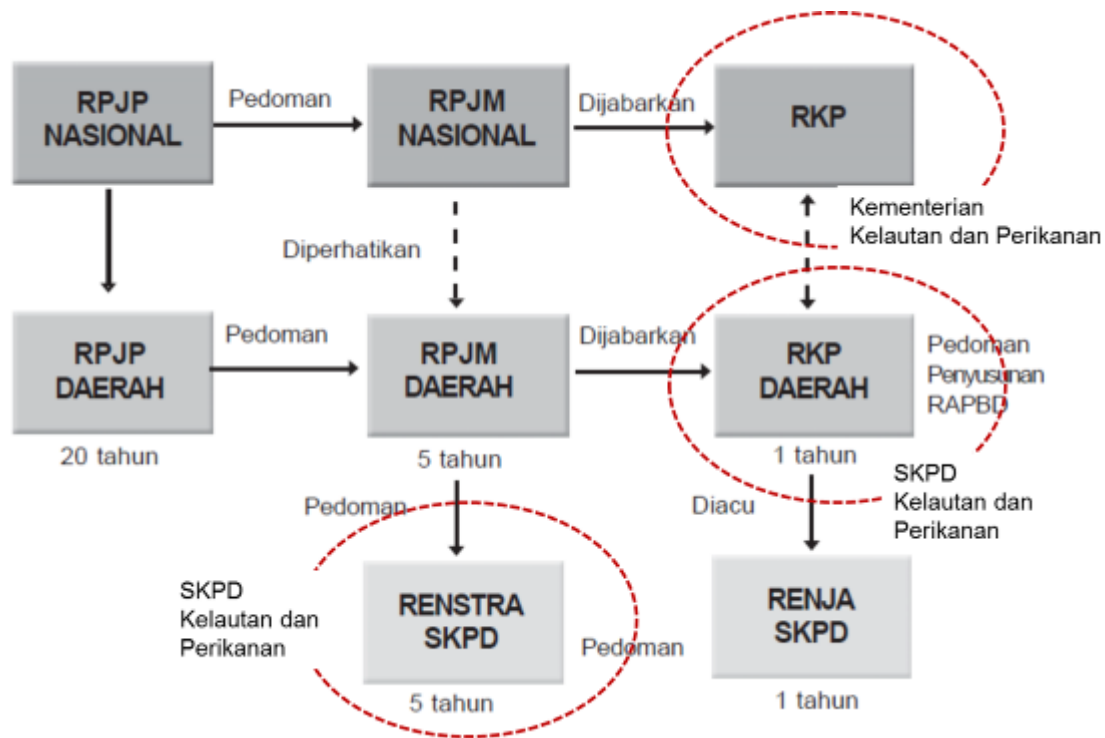 RPJP
NASIONAL
Pedoman
RPJM
NASIONAL
Dijabarkan
RKP
Kementerian
Kelautan dan Perikanan
Diperhatikan
RPJP
DAERAH
Pedoman
RPJM
DAERAH
Dijabarkan
RKP
DAERAH
Pedoman
Penyusunan
RAPBD
20 tahun
5 tahun
1 tahun
SKPD
Kelautan dan
Perikanan
Pedoman
Diacu
SKPD
Kelautan dan
Perikanan
RENSTRA
SKPD
Pedoman
RENJA
SKPD
5 tahun
1 tahun